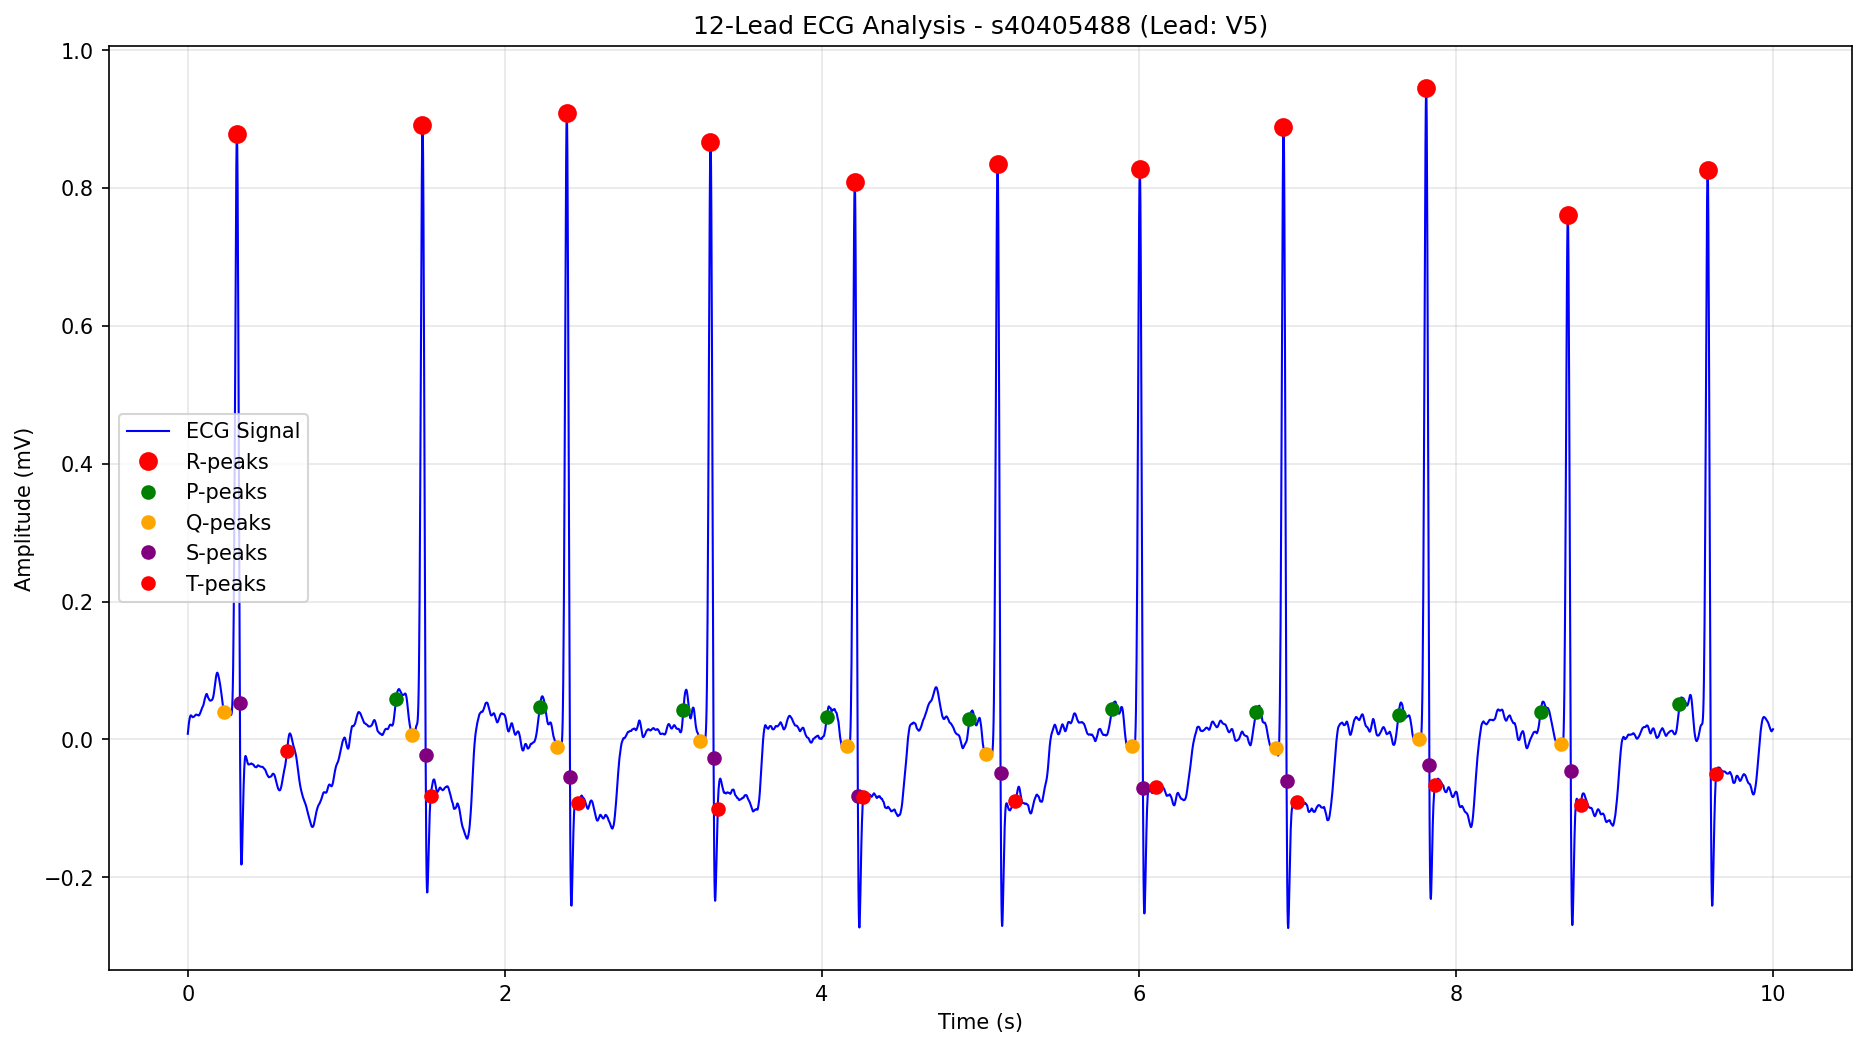 12-Lead ECG Analysis - s40405488 (Lead: V5)
1.0
0.8
0.6
0.4
0.2
0.0
−0.2
Amplitude (mV)
ECG Signal
R-peaks
P-peaks
Q-peaks
S-peaks
T-peaks
0 2 4 6 8 10
Time (s)